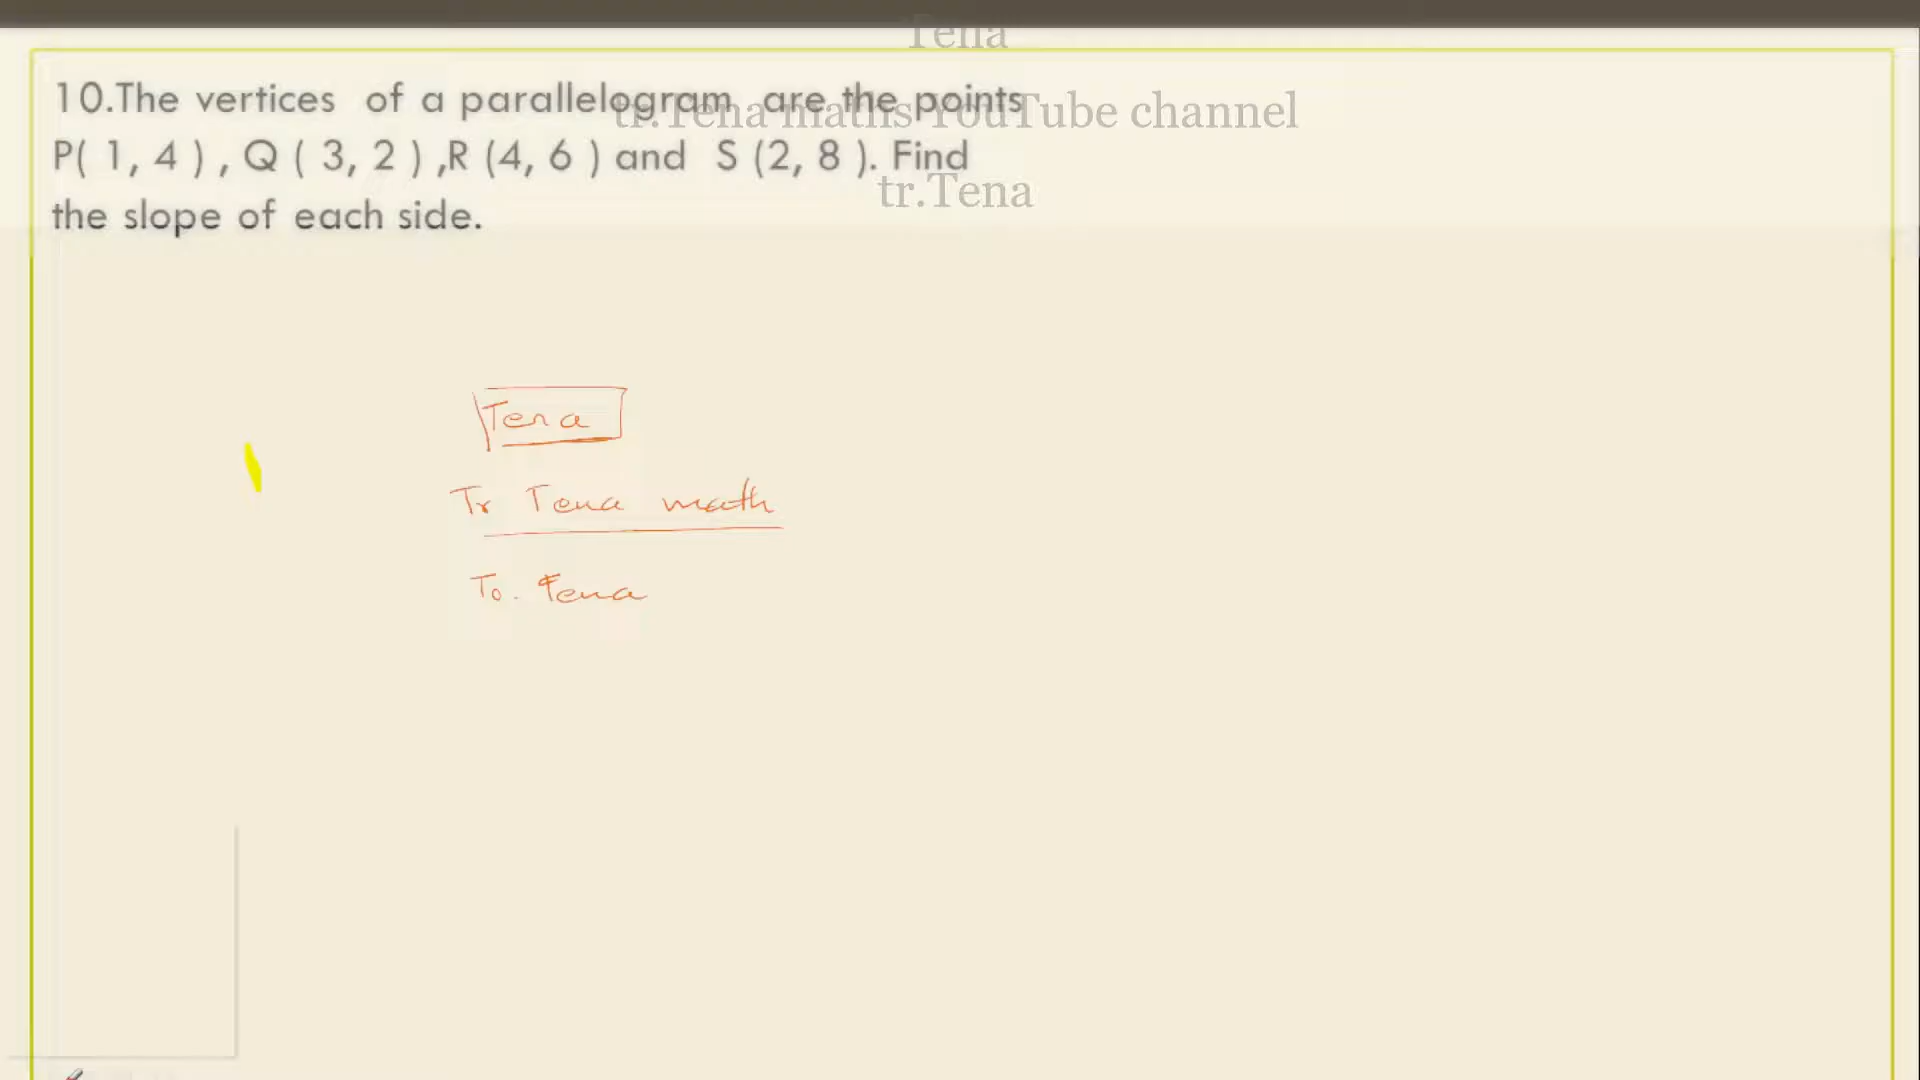 Tena
10.The vertices of a parallelogram are the points
tr.Tena maths YouTube channel
P( 1, 4 ) , Q ( 3, 2 ) ,R (4, 6 ) and S (2, 8 ). Find
tr.Tena
the slope of each side.
Tena
Tr Tena math
To. Tena